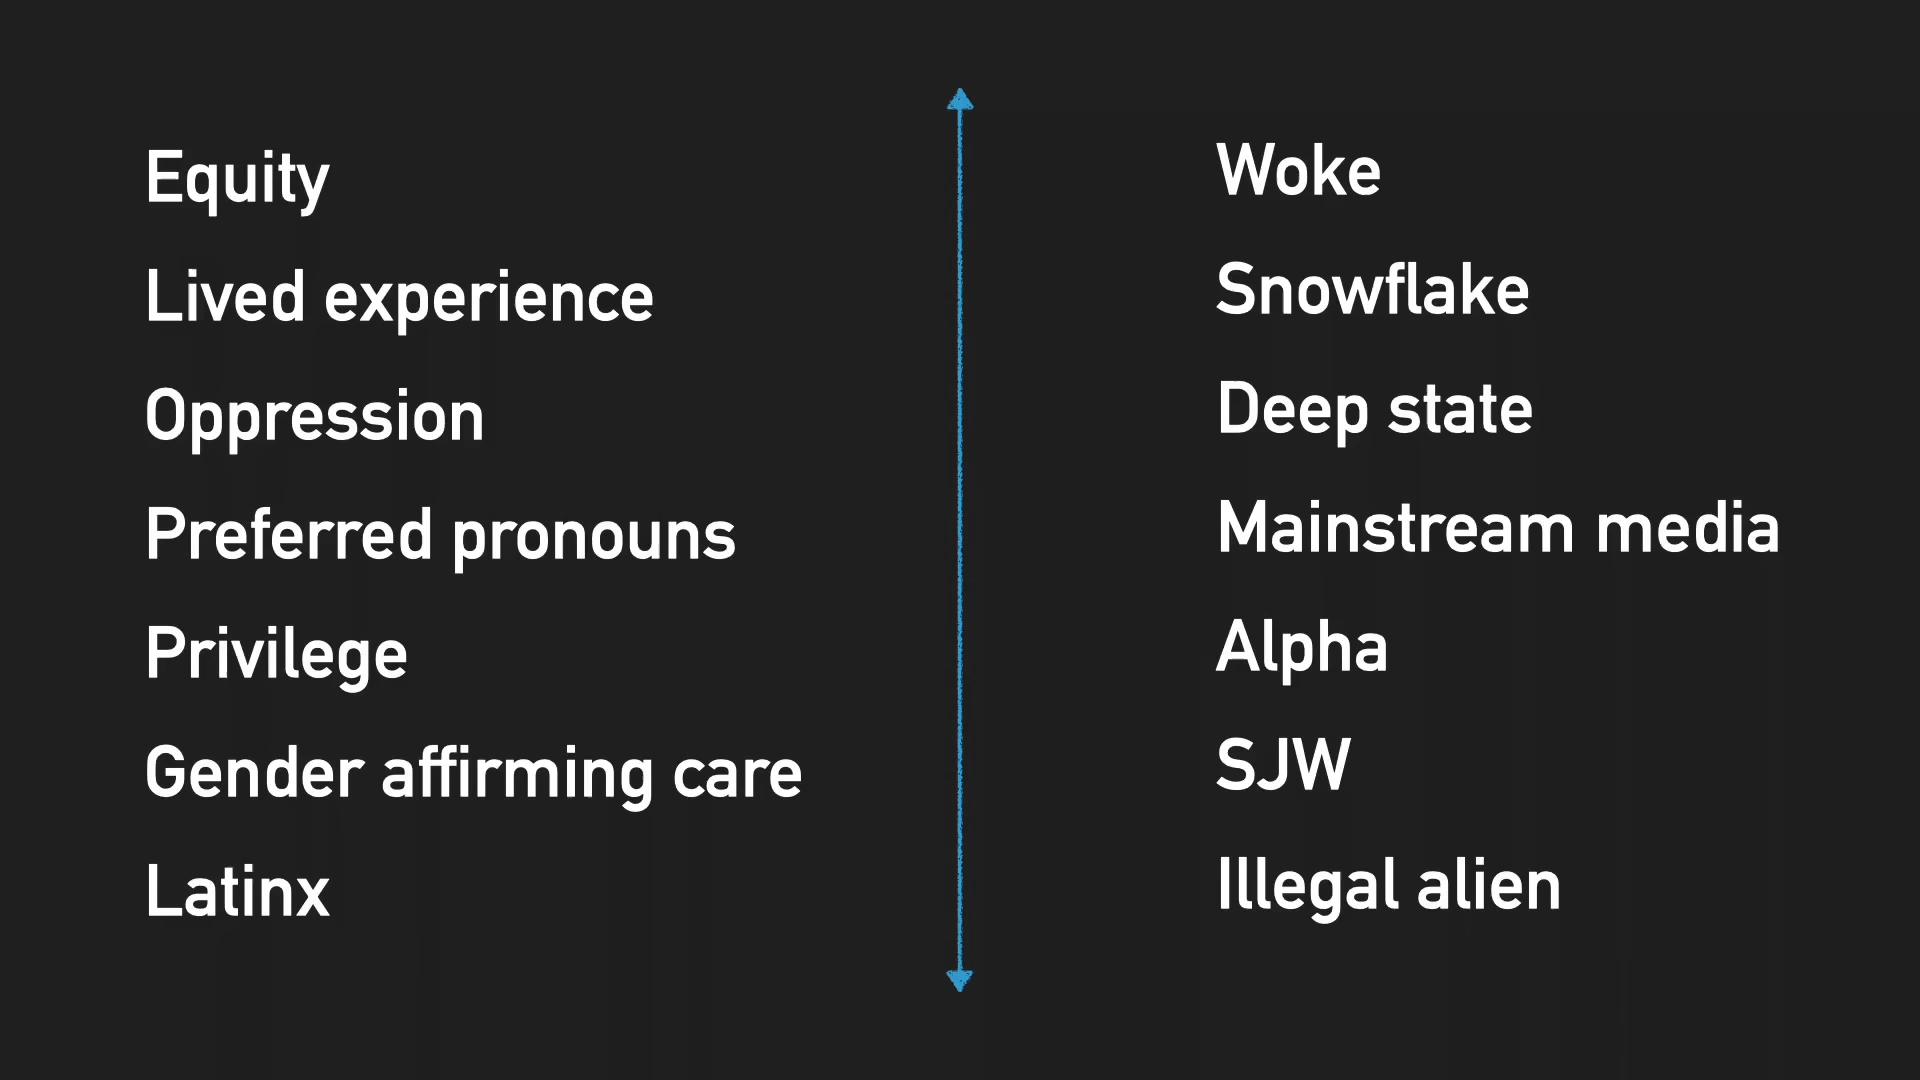 Equity
Lived experience
Oppression
Preferred pronouns
Privilege
Gender affirming care
Latinx
Woke
Snowflake
Deep state
Mainstream media
Alpha
SJW
Illegal alien